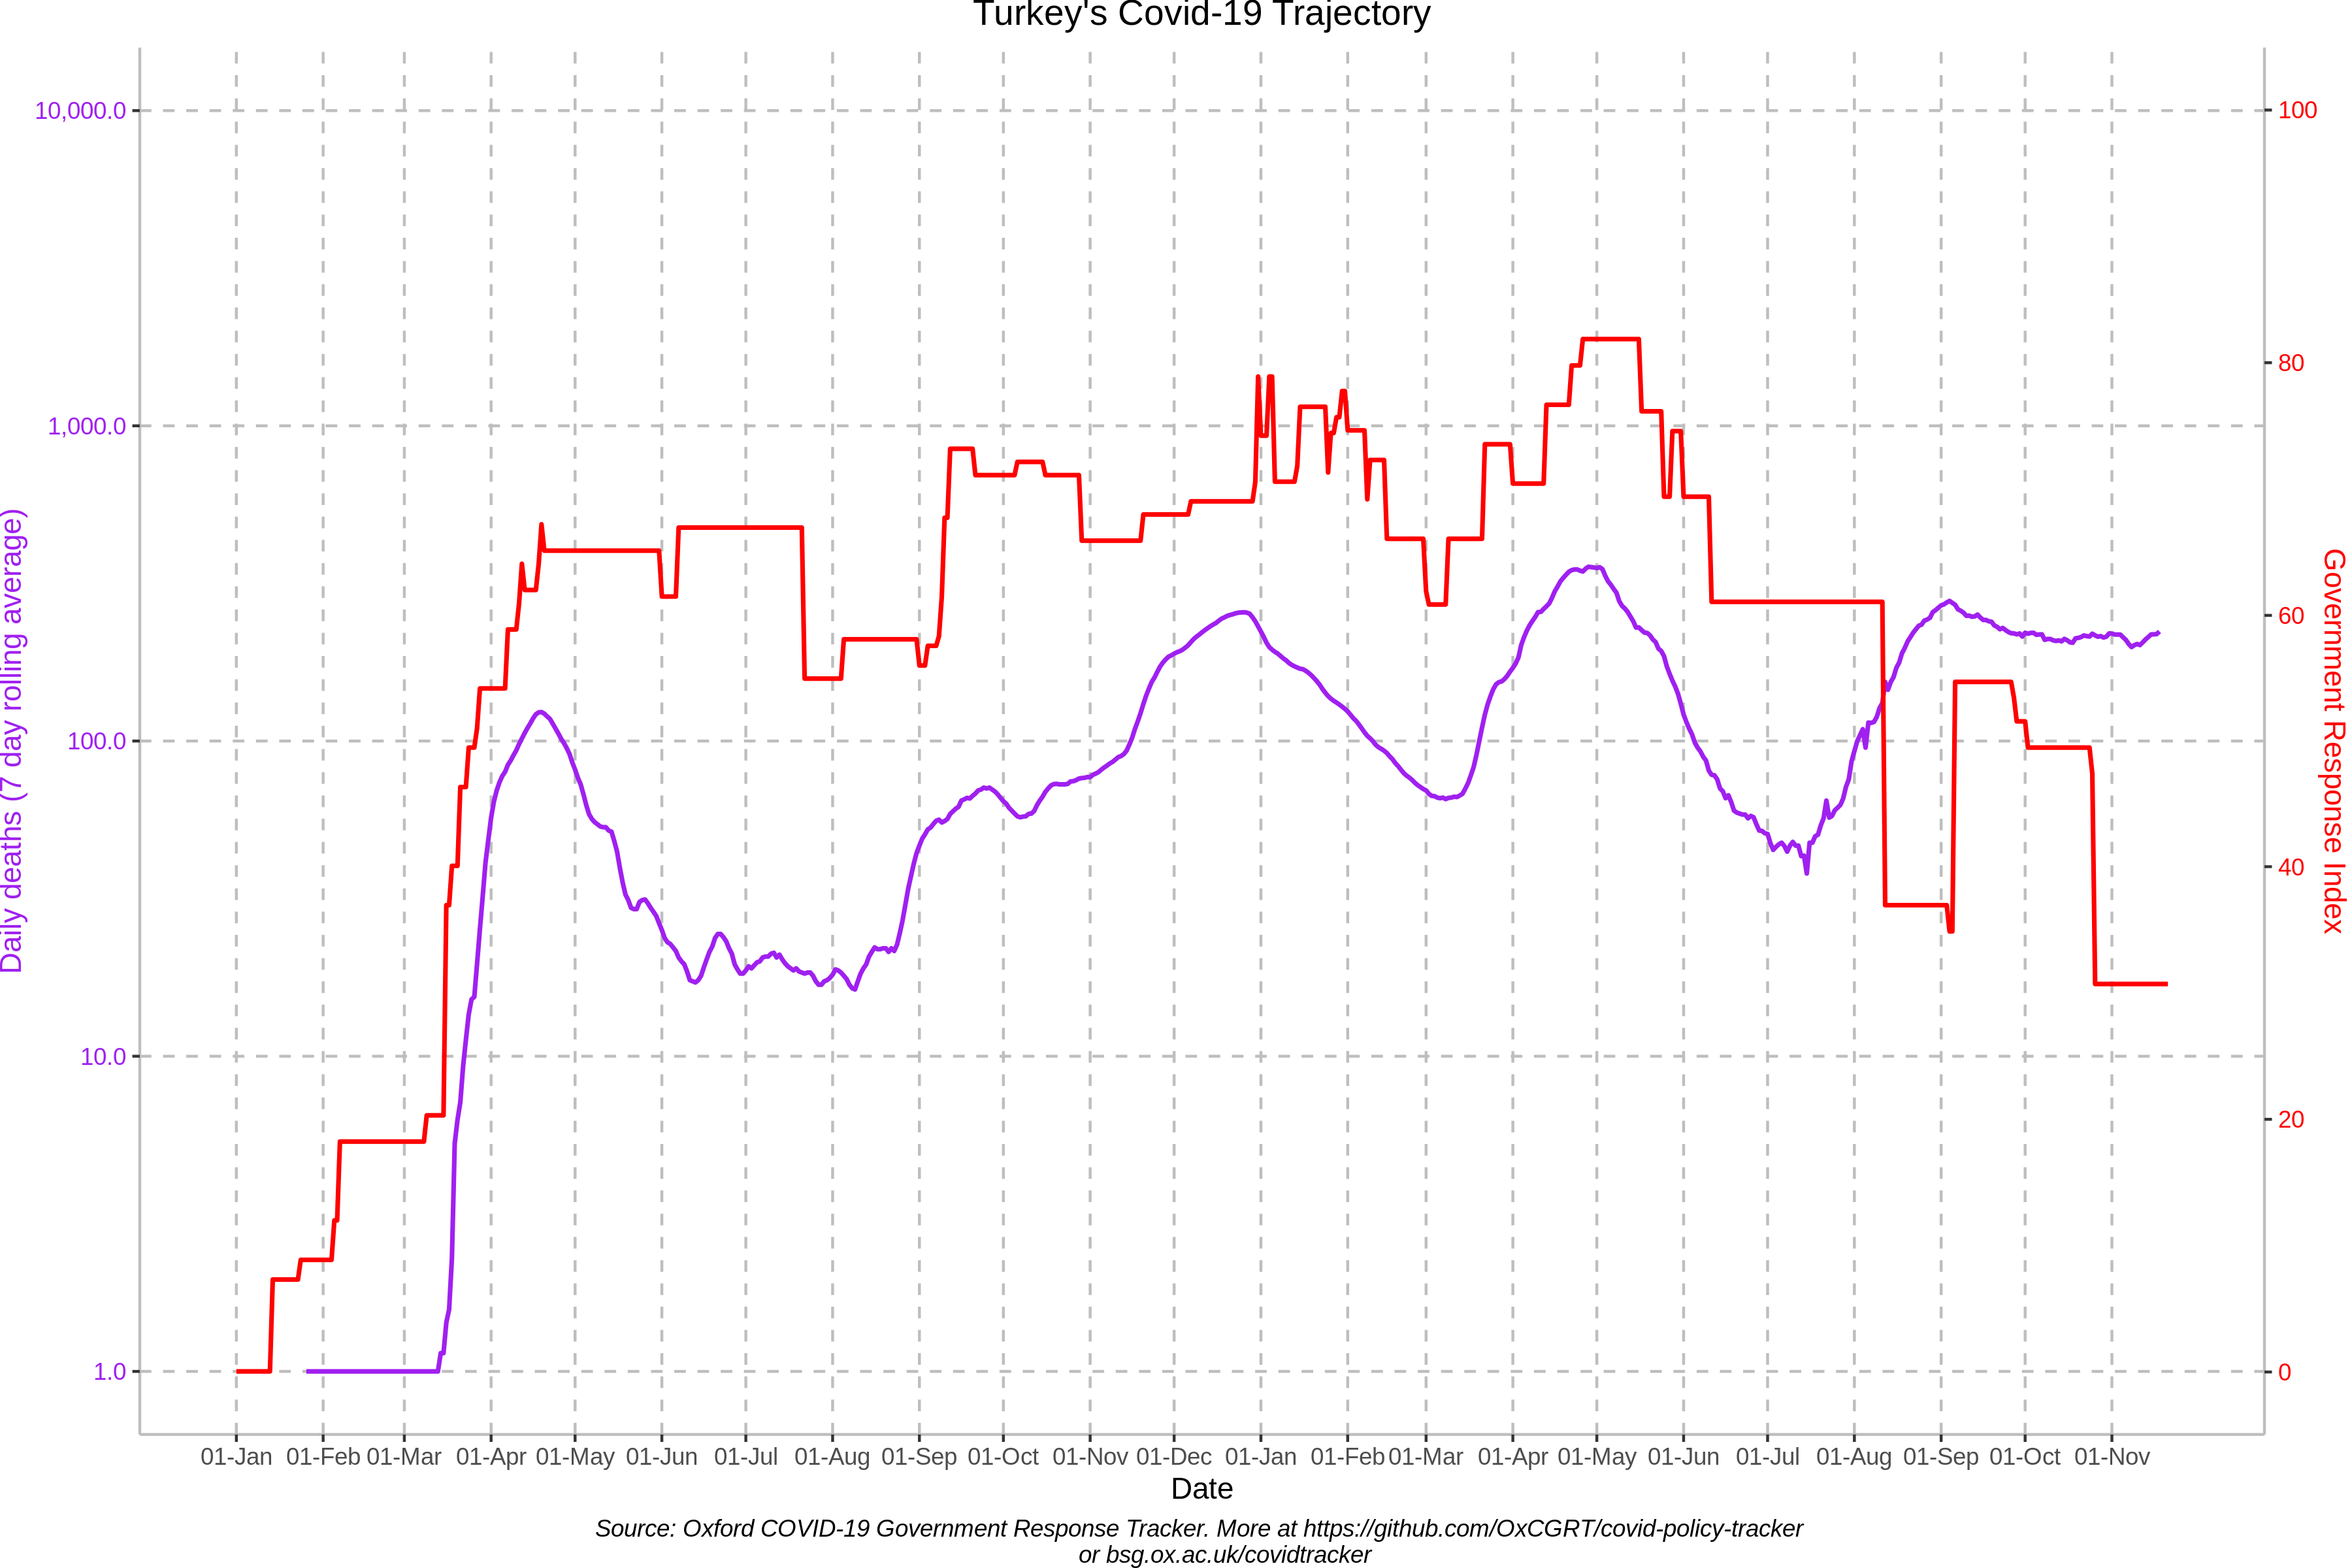 Turkey's Covid-19 Trajectory
10,000.0
1,000.0
100.0
10.0
1.0
Daily deaths (7 day rolling average)
100
80
60
40
20
0
Government Response Index
01-Jan 01-Feb 01-Mar 01-Apr 01-May 01-Jun 01-Jul 01-Aug 01-Sep 01-Oct 01-Nov 01-Dec 01-Jan 01-Feb 01-Mar 01-Apr 01-May 01-Jun 01-Jul 01-Aug 01-Sep 01-Oct 01-Nov
Date
Source: Oxford COVID-19 Government Response Tracker. More at https://github.com/OxCGRT/covid-policy-tracker
or bsg.ox.ac.uk/covidtracker